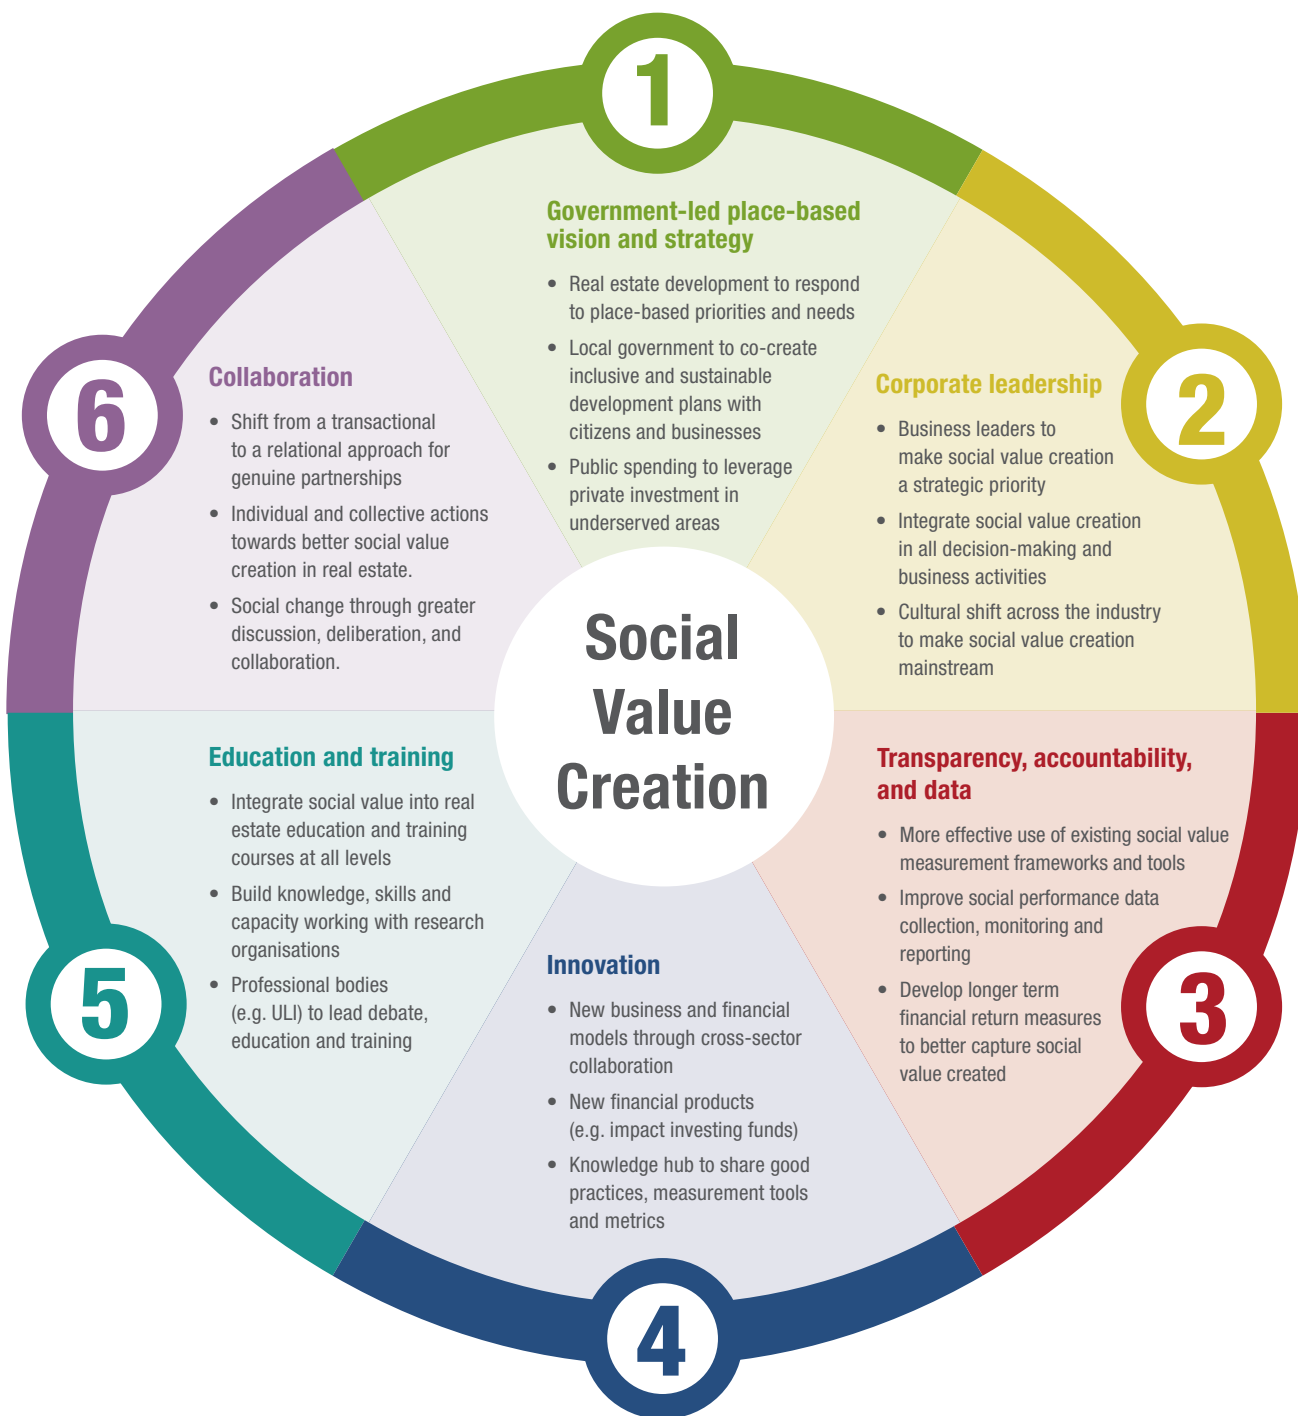 1
Government-led place-based
vision and strategy
• Real estate development to respond
to place-based priorities and needs
• Local government to co-create
inclusive and sustainable
development plans with
citizens and businesses
• Public spending to leverage
private investment in
underserved areas
2
Corporate leadership
• Business leaders to
make social value creation
a strategic priority
• Integrate social value creation
in all decision-making and
business activities
• Cultural shift across the industry
to make social value creation
mainstream
3
Transparency, accountability,
and data
• More effective use of existing social value
measurement frameworks and tools
• Improve social performance data
collection, monitoring and
reporting
• Develop longer term
financial return measures
to better capture social
value created
4
Innovation
• New business and financial
models through cross-sector
collaboration
• New financial products
(e.g. impact investing funds)
• Knowledge hub to share good
practices, measurement tools
and metrics
5
Education and training
• Integrate social value into real
estate education and training
courses at all levels
• Build knowledge, skills and
capacity working with research
organisations
• Professional bodies
(e.g. ULI) to lead debate,
education and training
6
Collaboration
• Shift from a transactional
to a relational approach for
genuine partnerships
• Individual and collective actions
towards better social value
creation in real estate.
• Social change through greater
discussion, deliberation, and
collaboration.
Social
Value
Creation